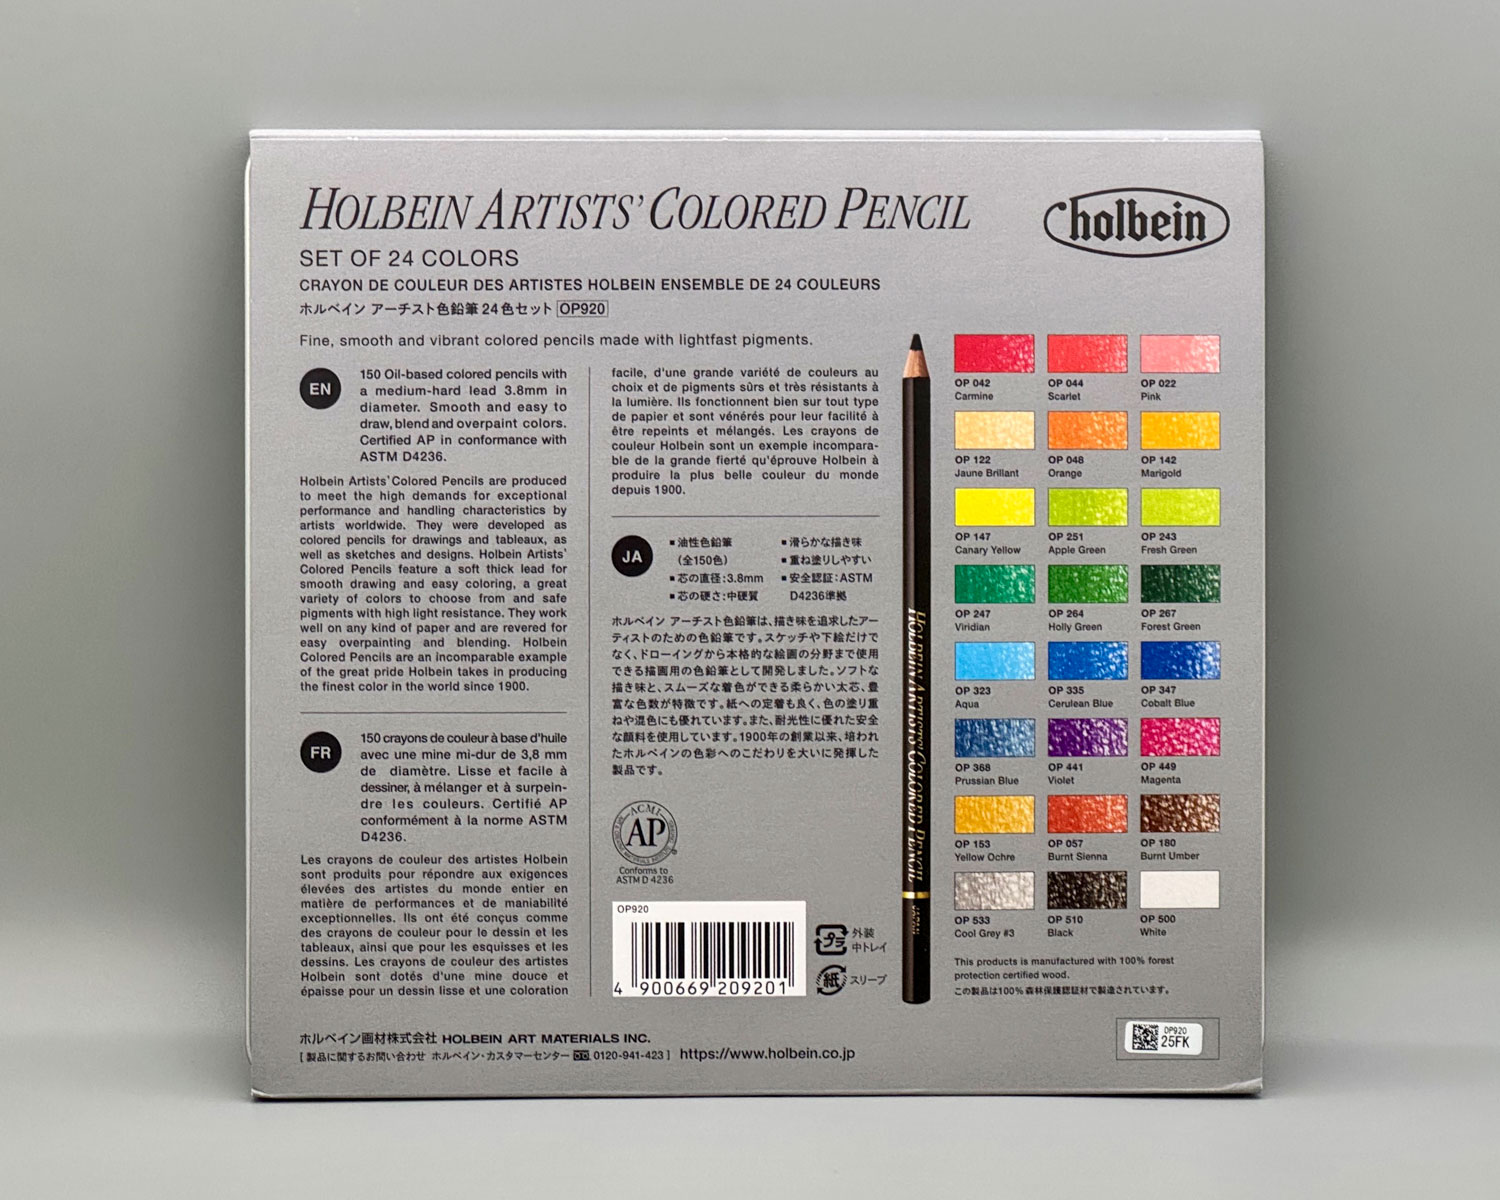 HOLBEIN ARTISTS' COLORED PENCIL
holbein
SET OF 24 COLORS
CRAYON DE COULEUR DES ARTISTES HOLBEIN ENSEMBLE DE 24 COULEURS
ホルベイン アーチスト色鉛筆24色セット OP920
Fine, smooth and vibrant colored pencils made with lightfast pigments.
EN
150 Oil-based colored pencils with
a medium-hard lead 3.8mm in
diameter. Smooth and easy to
draw, blend and overpaint colors.
Certified AP in conformance with
ASTM D4236.
Holbein Artists' Colored Pencils are produced
to meet the high demands for exceptional
performance and handling characteristics by
artists worldwide. They were developed as
colored pencils for drawings and tableaux, as
well as sketches and designs. Holbein Artists'
Colored Pencils feature a soft thick lead for
smooth drawing and easy coloring, a great
variety of colors to choose from and safe
pigments with high light resistance. They work
well on any kind of paper and are revered for
easy overpainting and blending. Holbein
Colored Pencils are an incomparable example
of the great pride Holbein takes in producing
the finest color in the world since 1900.
FR
150 crayons de couleur à base d'huile
avec une mine mi-dur de 3,8 mm
de diamètre. Lisse et facile à
dessiner, à mélanger et à surpein-
dre les couleurs. Certifié AP
conformément à la norme ASTM
D4236.
Les crayons de couleur des artistes Holbein
sont produits pour répondre aux exigences
élevées des artistes du monde entier en
matière de performances et de maniabilité
exceptionnelles. Ils ont été conçus comme
des crayons de couleur pour le dessin et les
tableaux, ainsi que pour les esquisses et les
dessins. Les crayons de couleur des artistes
Holbein sont dotés d'une mine douce et
épaisse pour un dessin lisse et une coloration
facile, d'une grande variété de couleurs au
choix et de pigments sûrs et très résistants à
la lumière. Ils fonctionnent bien sur tout type
de papier et sont vénérés pour leur facilité à
être repeints et mélangés. Les crayons de
couleur Holbein sont un exemple incompara-
ble de la grande fierté qu'éprouve Holbein à
produire la plus belle couleur du monde
depuis 1900.
JA
▪油性色鉛筆
(全150色)
▪芯の直径:3.8mm
▪芯の硬さ:中硬質
▪滑らかな描き味
▪重ね塗りしやすい
▪安全認証:ASTM
D4236準拠
ホルベイン アーチスト色鉛筆は、描き味を追求したアー
ティストのための色鉛筆です。スケッチや下絵だけで
なく、ドローイングから本格的な絵画の分野まで使用
できる描画用の色鉛筆として開発しました。ソフトな
描き味と、スムーズな着色ができる柔らかい太芯、豊
富な色数が特徴です。紙への定着も良く、色の塗り重
ねや混色にも優れています。また、耐光性に優れた安全
な顔料を使用しています。1900年の創業以来、培われ
たホルベインの色彩へのこだわりを大いに発揮した
製品です。
ACMI
AP
Conforms to
ASTM D 4236
OP920
4 900669 209201
プラ
外装
中トレイ
紙
スリーブ
HOLBEIN ARTISTS' COLORED PENCIL
OP 042
Carmine
OP 044
Scarlet
OP 022
Pink
OP 122
Jaune Brillant
OP 048
Orange
OP 142
Marigold
OP 147
Canary Yellow
OP 251
Apple Green
OP 243
Fresh Green
OP 247
Viridian
OP 264
Holly Green
OP 267
Forest Green
OP 323
Aqua
OP 335
Cerulean Blue
OP 347
Cobalt Blue
OP 368
Prussian Blue
OP 441
Violet
OP 449
Magenta
OP 153
Yellow Ochre
OP 057
Burnt Sienna
OP 180
Burnt Umber
OP 533
Cool Grey #3
OP 510
Black
OP 500
White
This products is manufactured with 100% forest
protection certified wood.
この製品は100%森林保護認証材で製造されています。
ホルベイン画材株式会社 HOLBEIN ART MATERIALS INC.
[ 製品に関するお問い合わせ ホルベイン・カスタマーセンター 0120-941-423 ] https://www.holbein.co.jp
OP920
25FK